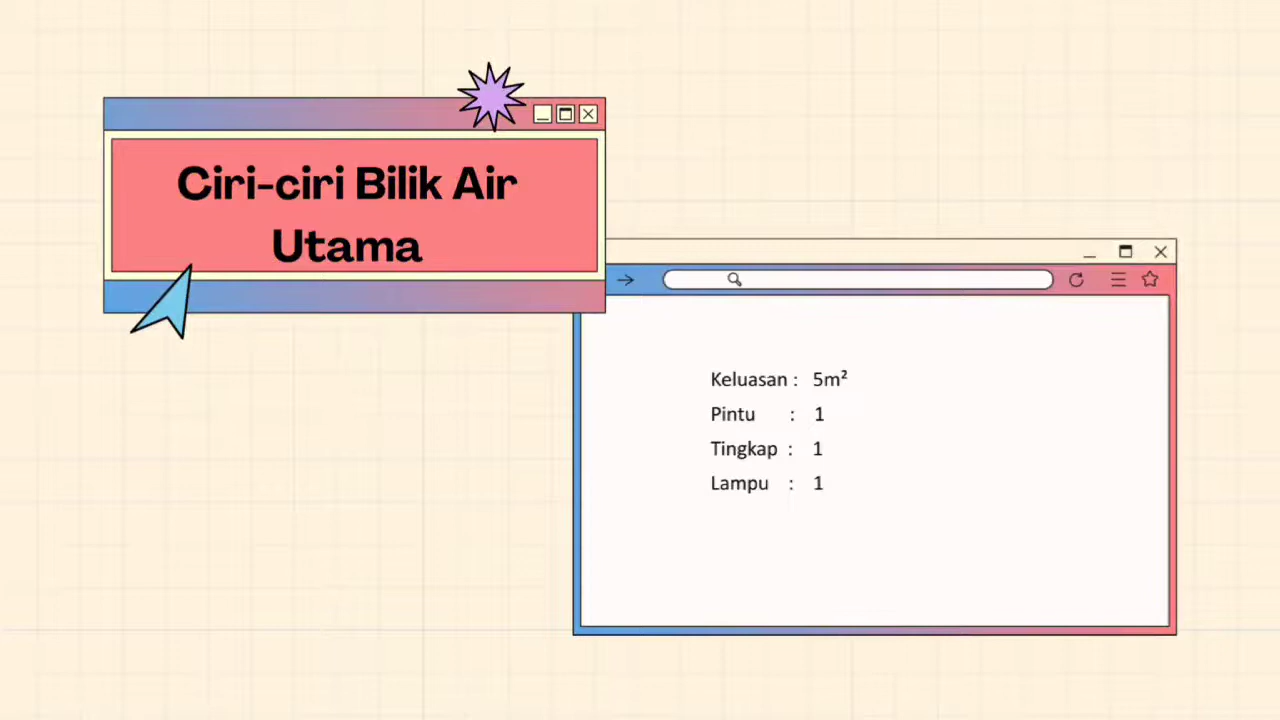 Ciri-ciri Bilik Air
Utama
Keluasan : 5m²
Pintu : 1
Tingkap : 1
Lampu : 1